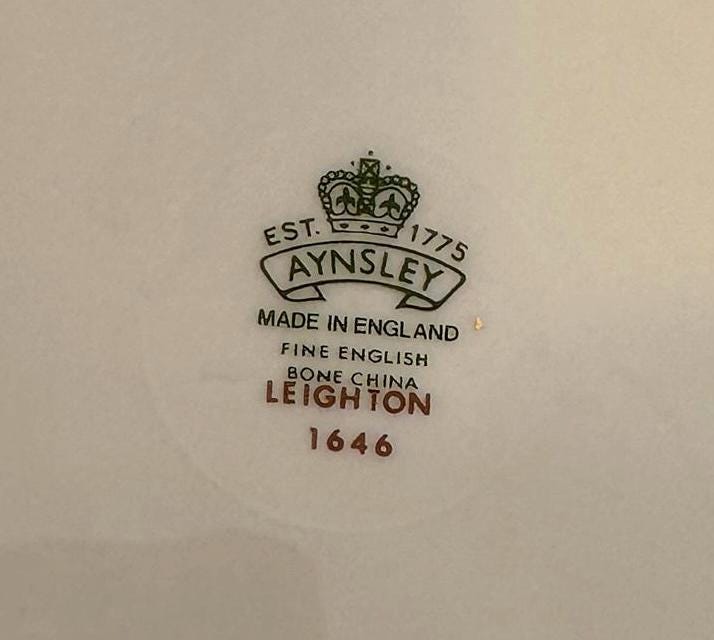 EST. 1775
AYNSLEY
MADE IN ENGLAND
FINE ENGLISH
BONE CHINA
LEIGHTON
1646